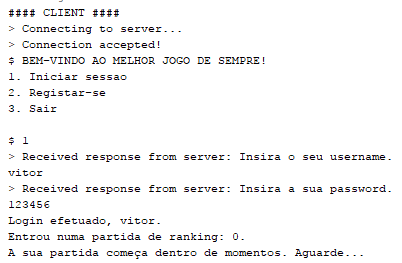 #### CLIENT ####
> Connecting to server...
> Connection accepted!
$ BEM-VINDO AO MELHOR JOGO DE SEMPRE!
1. Iniciar sessao
2. Registar-se
3. Sair
$ 1
> Received response from server: Insira o seu username.
vitor
> Received response from server: Insira a sua password.
123456
Login efetuado, vitor.
Entrou numa partida de ranking: 0.
A sua partida começa dentro de momentos. Aguarde...